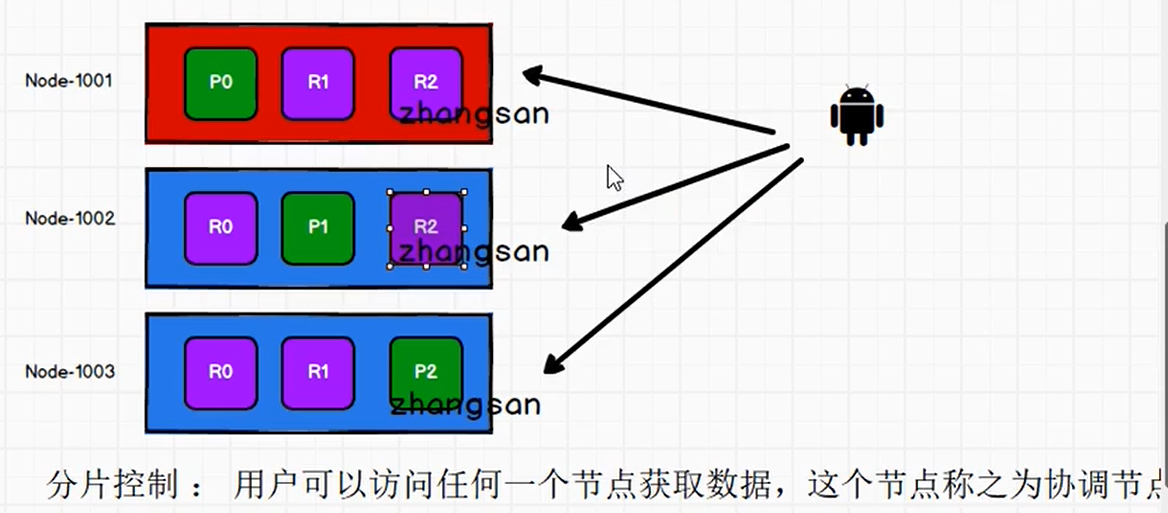 Node-1001
P0 R1 R2
zhangsan
Node-1002
R0 P1 R2
zhangsan
Node-1003
R0 R1 P2
zhangsan
分片控制： 用户可以访问任何一个节点获取数据，这个节点称之为协调节点